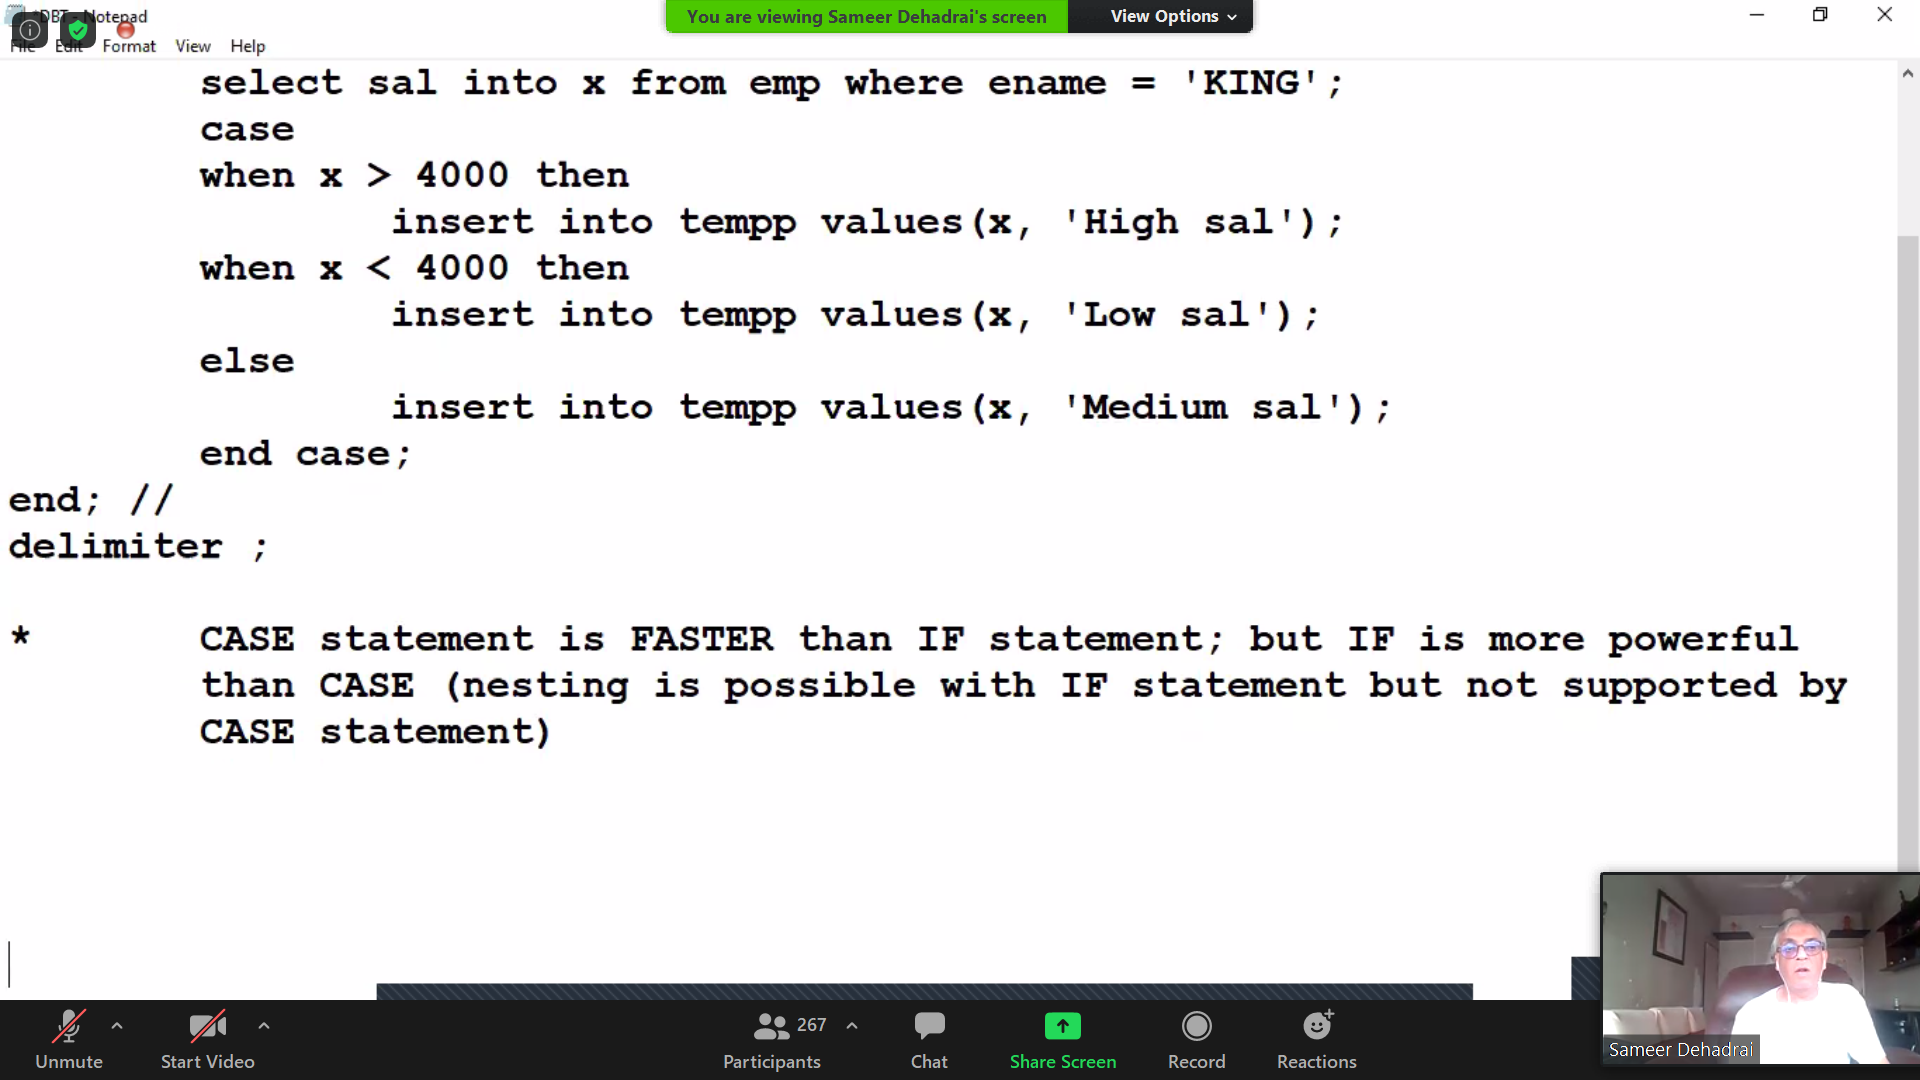 *DBT - Notepad
You are viewing Sameer Dehadrai's screen
View Options
File Edit Format View Help
select sal into x from emp where ename = 'KING';
case
when x > 4000 then
insert into tempp values(x, 'High sal');
when x < 4000 then
insert into tempp values(x, 'Low sal');
else
insert into tempp values(x, 'Medium sal');
end case;
end; //
delimiter ;
* CASE statement is FASTER than IF statement; but IF is more powerful
than CASE (nesting is possible with IF statement but not supported by
CASE statement)
Sameer Dehadrai
267
Unmute Start Video Participants Chat Share Screen Record Reactions